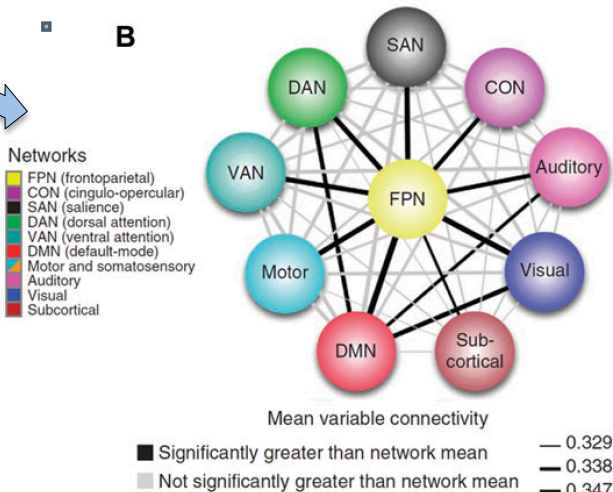 B
SAN
DAN
CON
VAN
FPN
Auditory
Motor
Visual
DMN
Sub-
cortical
Networks
FPN (frontoparietal)
CON (cingulo-opercular)
SAN (salience)
DAN (dorsal attention)
VAN (ventral attention)
DMN (default-mode)
Motor and somatosensory
Auditory
Visual
Subcortical
Mean variable connectivity
Significantly greater than network mean
Not significantly greater than network mean
0.329
0.338
0.347